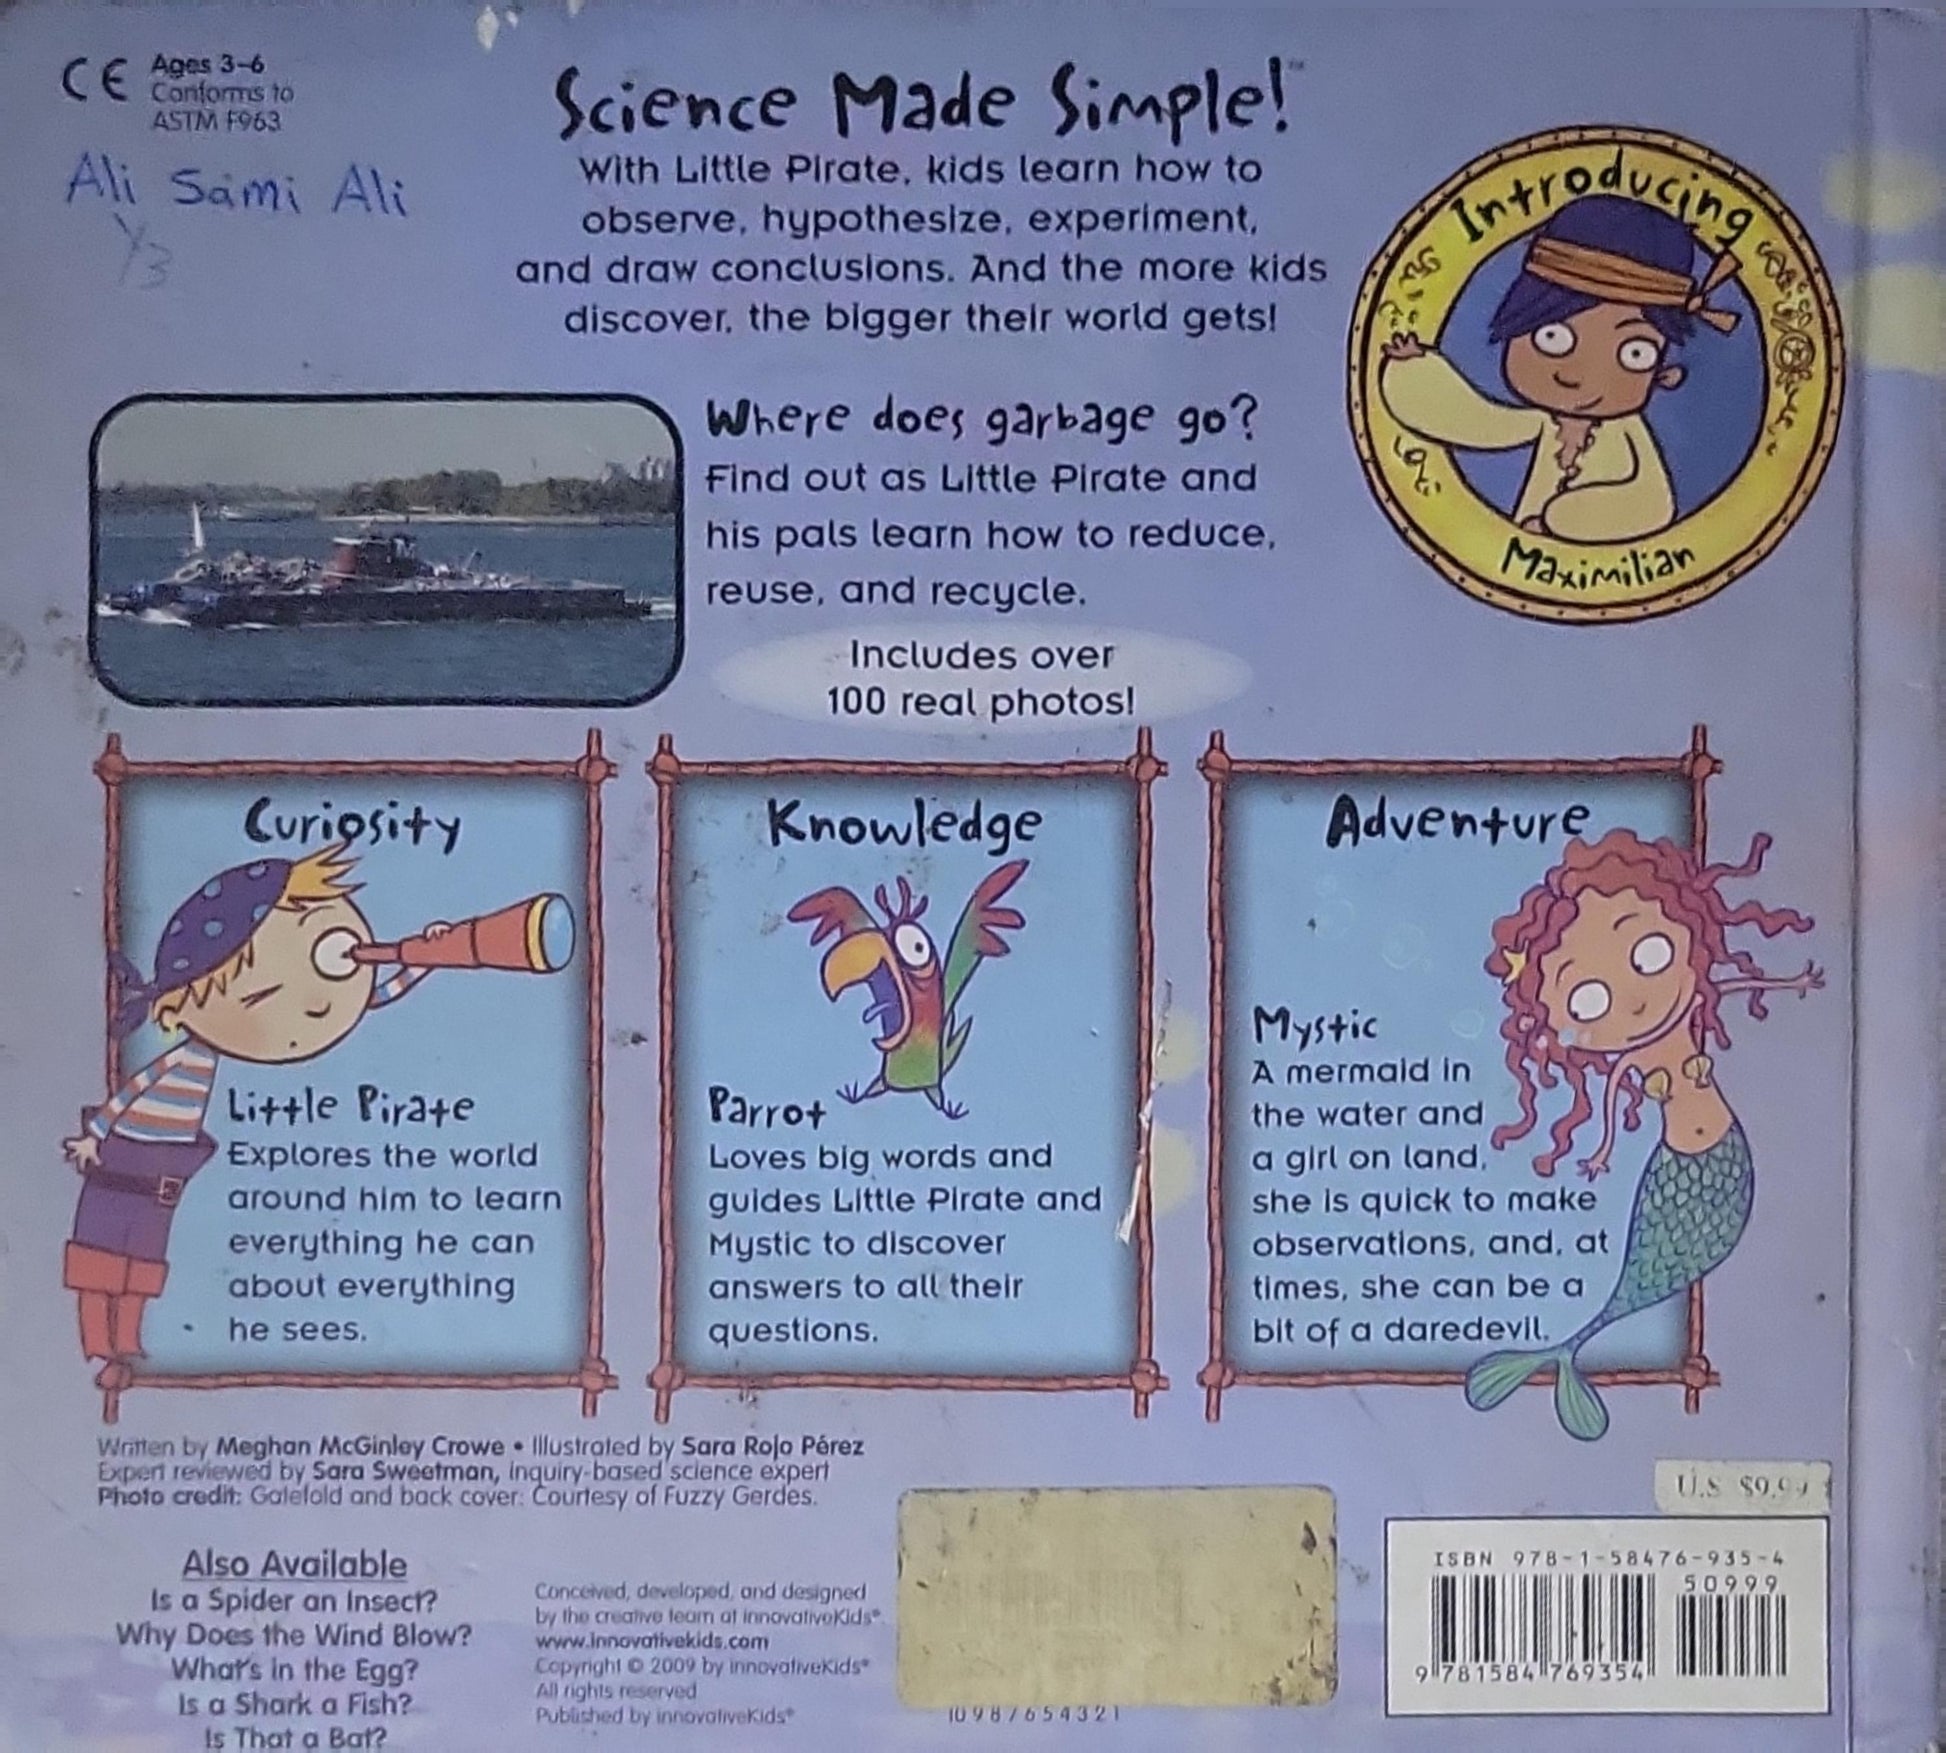 CE Ages 3–6
Conforms to
ASTM F963
Ali Sami Ali
1/3
Science Made Simple!™
With Little Pirate, kids learn how to
observe, hypothesize, experiment,
and draw conclusions. And the more kids
discover, the bigger their world gets!
Introducing
Maximilian
Where does garbage go?
Find out as Little Pirate and
his pals learn how to reduce,
reuse, and recycle.
Includes over
100 real photos!
Curiosity
Little Pirate
Explores the world
around him to learn
everything he can
about everything
he sees.
Knowledge
Parrot
Loves big words and
guides Little Pirate and
Mystic to discover
answers to all their
questions.
Adventure
Mystic
A mermaid in
the water and
a girl on land,
she is quick to make
observations, and, at
times, she can be a
bit of a daredevil.
Written by Meghan McGinley Crowe • Illustrated by Sara Rojo Pérez
Expert reviewed by Sara Sweetman, inquiry-based science expert
Photo credit: Gatefold and back cover: Courtesy of Fuzzy Gerdes.
Also Available
Is a Spider an Insect?
Why Does the Wind Blow?
What's in the Egg?
Is a Shark a Fish?
Is That a Bat?
Conceived, developed, and designed
by the creative team at innovativeKids®
www.innovativekids.com
Copyright © 2009 by innovativeKids®
All rights reserved
Published by innovativeKids®
10 9 8 7 6 5 4 3 2 1
U.S $9.99
ISBN 978-1-58476-935-4
50999
9 781584 769354